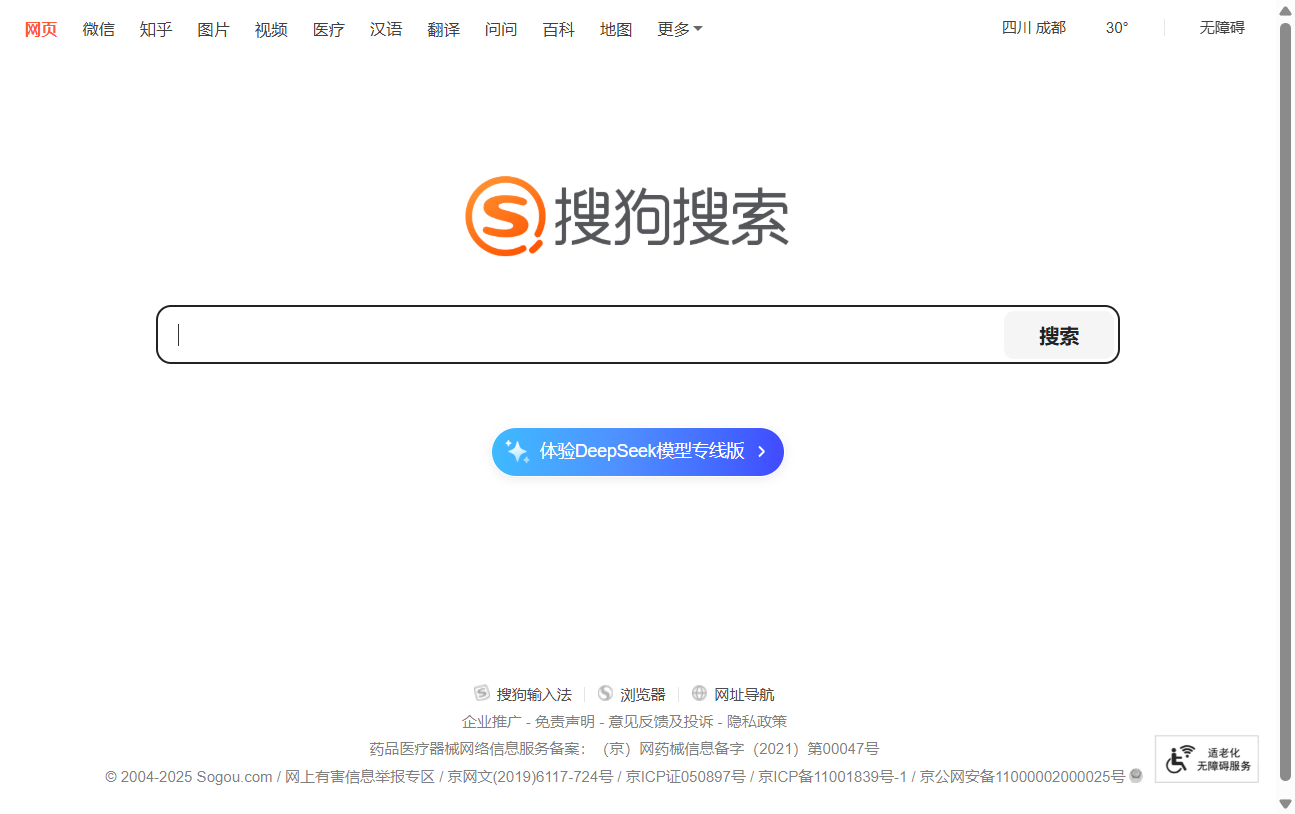 网页 微信 知乎 图片 视频 医疗 汉语 翻译 问问 百科 地图 更多 四川 成都 30° 无障碍
搜狗搜索
搜索
体验DeepSeek模型专线版
搜狗输入法 浏览器 网址导航
企业推广 - 免责声明 - 意见反馈及投诉 - 隐私政策
药品医疗器械网络信息服务备案：（京）网药械信息备字（2021）第00047号
© 2004-2025 Sogou.com / 网上有害信息举报专区 / 京网文(2019)6117-724号 / 京ICP证050897号 / 京ICP备11001839号-1 / 京公网安备11000002000025号
适老化
无障碍服务